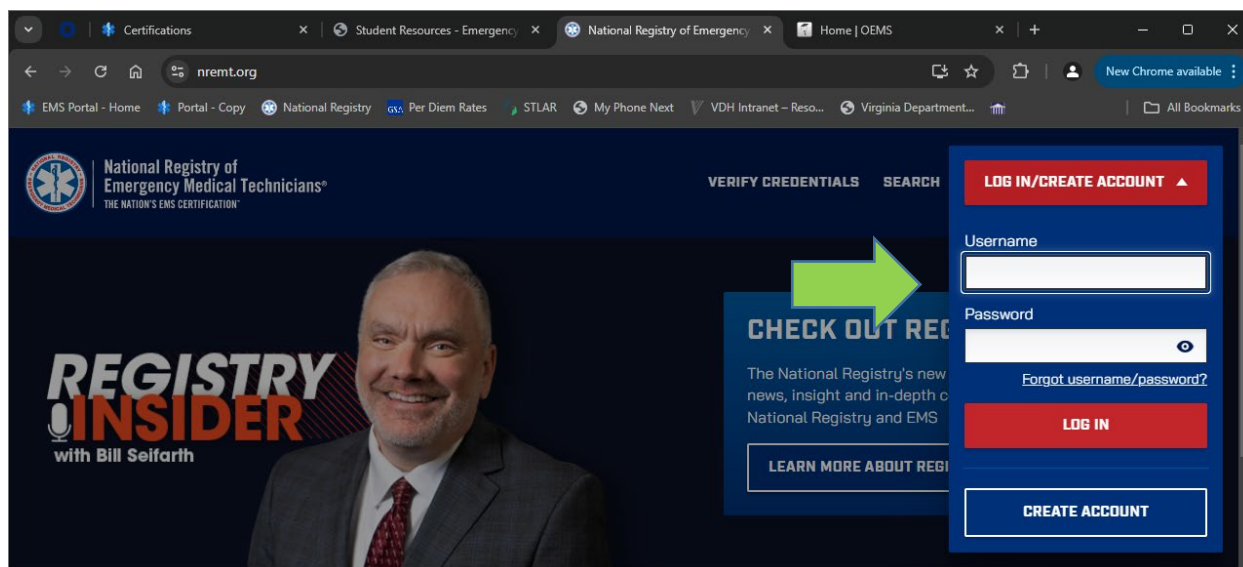 Certifications
Student Resources - Emergency
National Registry of Emergency
Home | OEMS
nremt.org
New Chrome available
EMS Portal - Home
Portal - Copy
National Registry
GSA
Per Diem Rates
STLAR
My Phone Next
VDH Intranet – Reso...
Virginia Department...
All Bookmarks
National Registry of
Emergency Medical Technicians®
THE NATION'S EMS CERTIFICATION™
VERIFY CREDENTIALS
SEARCH
LOG IN/CREATE ACCOUNT
Username
Password
Forgot username/password?
LOG IN
CREATE ACCOUNT
REGISTRY
INSIDER
with Bill Seifarth
CHECK OUT REG
The National Registry's new
news, insight and in-depth c
National Registry and EMS
LEARN MORE ABOUT REGI